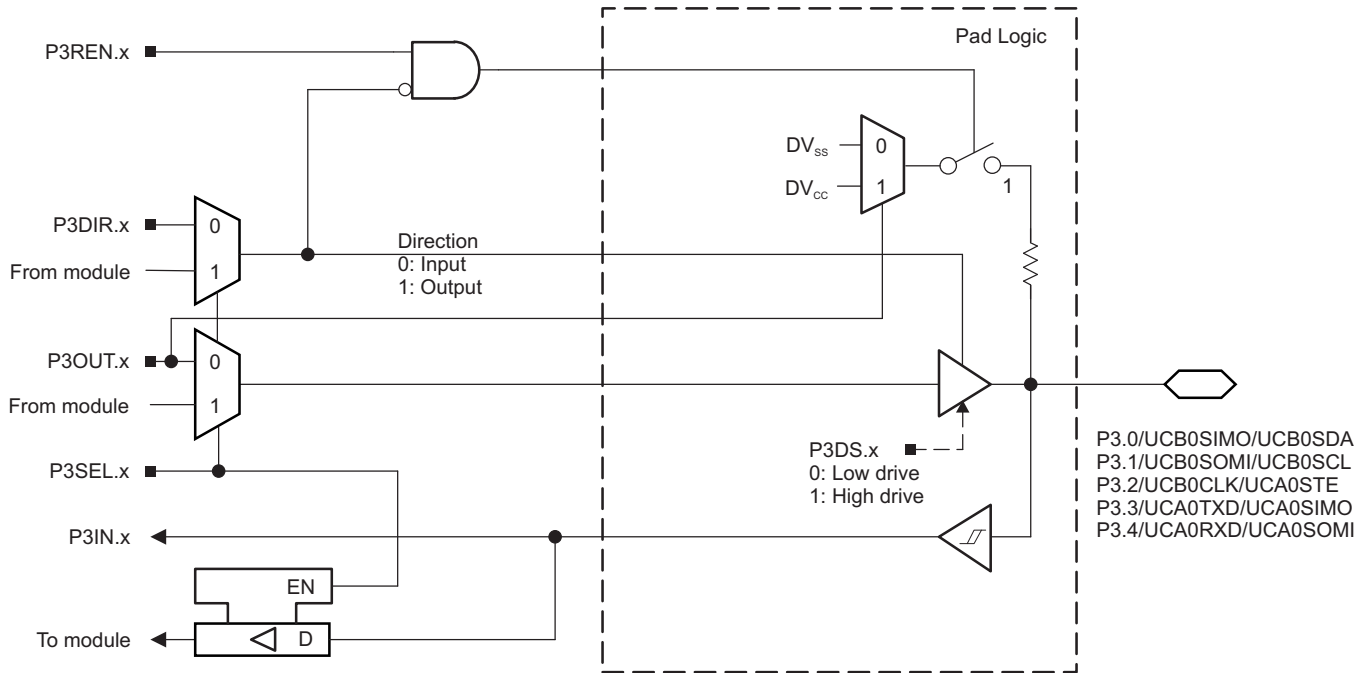 Pad Logic
P3REN.x
DVSS
0
DVCC
1
1
P3DIR.x
0
From module
1
Direction
0: Input
1: Output
P3OUT.x
0
From module
1
P3DS.x
0: Low drive
1: High drive
P3SEL.x
P3IN.x
EN
D
To module
P3.0/UCB0SIMO/UCB0SDA
P3.1/UCB0SOMI/UCB0SCL
P3.2/UCB0CLK/UCA0STE
P3.3/UCA0TXD/UCA0SIMO
P3.4/UCA0RXD/UCA0SOMI